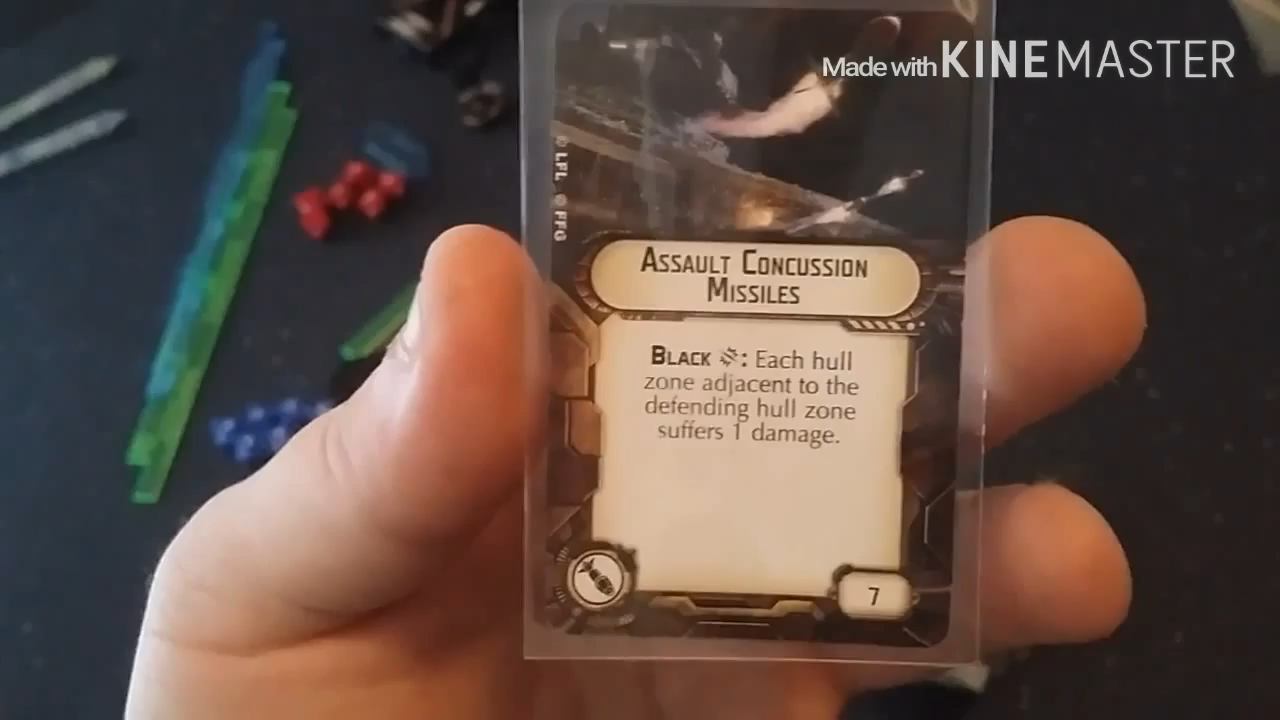 Made with KINEMASTER
© LFL © FFG
ASSAULT CONCUSSION
MISSILES
BLACK : Each hull
zone adjacent to the
defending hull zone
suffers 1 damage.
7